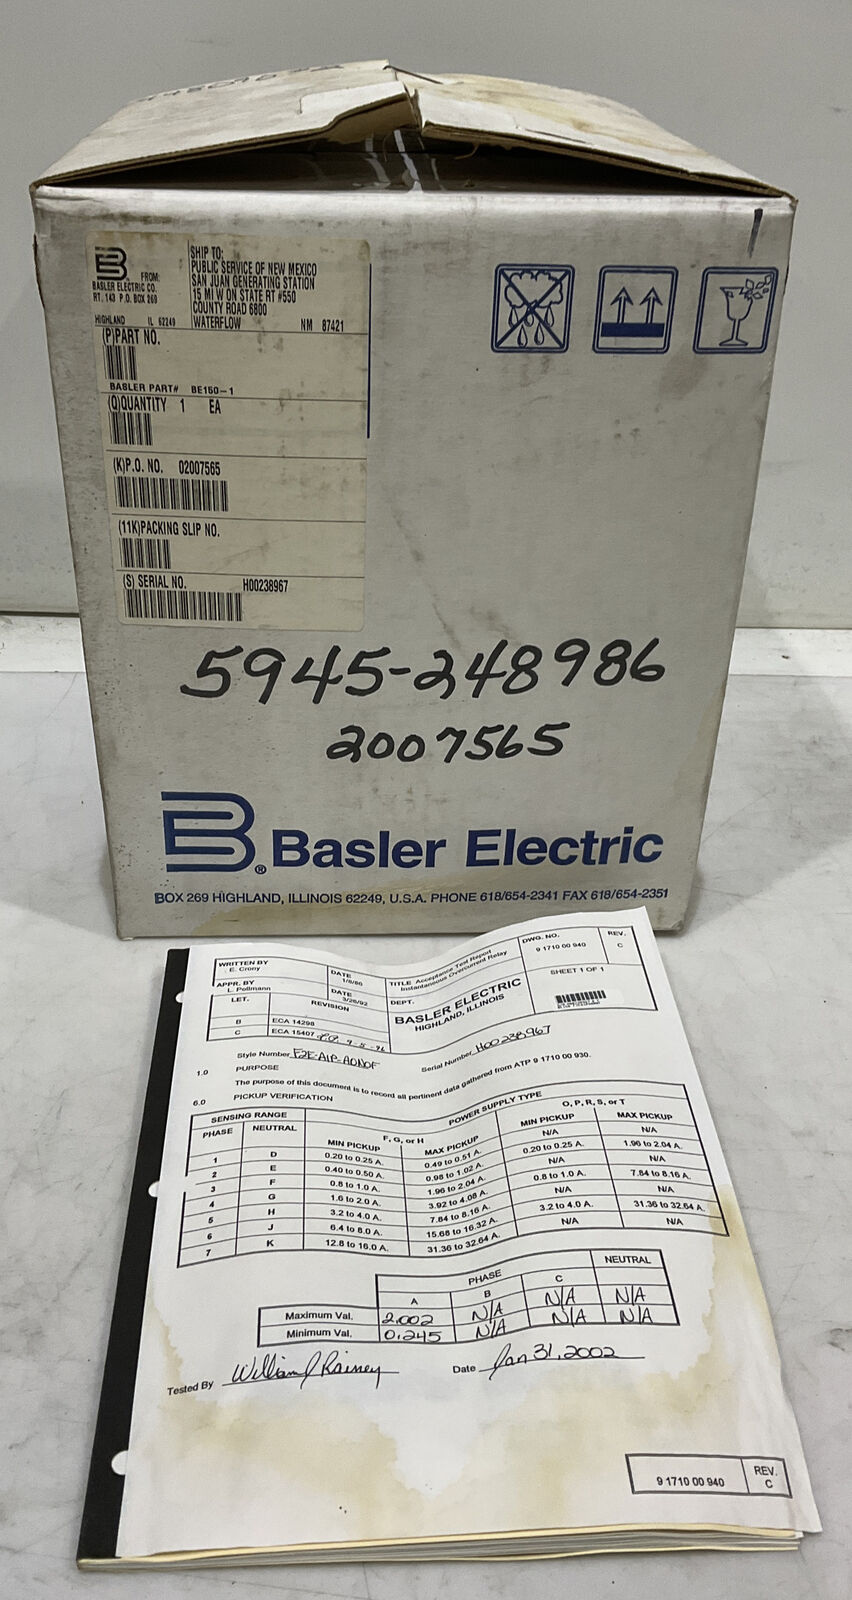 FROM:
BASLER ELECTRIC CO.
RT. 143 P.O. BOX 269
HIGHLAND IL 62249
SHIP TO:
PUBLIC SERVICE OF NEW MEXICO
SAN JUAN GENERATING STATION
15 MI W ON STATE RT #550
COUNTY ROAD 6800
WATERFLOW NM 87421
(P)PART NO.
BASLER PART# BE150-1
(Q)QUANTITY 1 EA
(K)P.O. NO. 02007565
(11K)PACKING SLIP NO.
(S) SERIAL NO. H00238967
5945-248986
2007565
B® Basler Electric
BOX 269 HIGHLAND, ILLINOIS 62249, U.S.A. PHONE 618/654-2341 FAX 618/654-2351
WRITTEN BY
E. Crony
DATE
1/8/86
TITLE Acceptance Test Report
Instantaneous Overcurrent Relay
DWG. NO.
9 1710 00 940
REV.
C
APPR. BY
L. Pollmann
DATE
3/26/92
DEPT.
BASLER ELECTRIC
HIGHLAND, ILLINOIS
SHEET 1 OF 1
LET. REVISION
B ECA 14298
C ECA 15407
Style Number F2E-A1P-A0N0F Serial Number H00238967
1.0 PURPOSE
The purpose of this document is to record all pertinent data gathered from ATP 9 1710 00 930.
6.0 PICKUP VERIFICATION
SENSING RANGE POWER SUPPLY TYPE
PHASE NEUTRAL F, G, or H O, P, R, S, or T
MIN PICKUP MAX PICKUP MIN PICKUP MAX PICKUP
1 D 0.20 to 0.25 A. 0.49 to 0.51 A. N/A N/A
2 E 0.40 to 0.50 A. 0.98 to 1.02 A. 0.20 to 0.25 A. 1.96 to 2.04 A.
3 F 0.8 to 1.0 A. 1.96 to 2.04 A. N/A N/A
4 G 1.6 to 2.0 A. 3.92 to 4.08 A. 0.8 to 1.0 A. 7.84 to 8.16 A.
5 H 3.2 to 4.0 A. 7.84 to 8.16 A. N/A N/A
6 J 6.4 to 8.0 A. 15.68 to 16.32 A. 3.2 to 4.0 A. 31.36 to 32.64 A.
7 K 12.8 to 16.0 A. 31.36 to 32.64 A. N/A N/A
PHASE NEUTRAL
A B C
Maximum Val. 2.002 N/A N/A N/A
Minimum Val. 0.245 N/A N/A N/A
Tested By William J Rainey Date Jan 31, 2002
9 1710 00 940 REV.
C